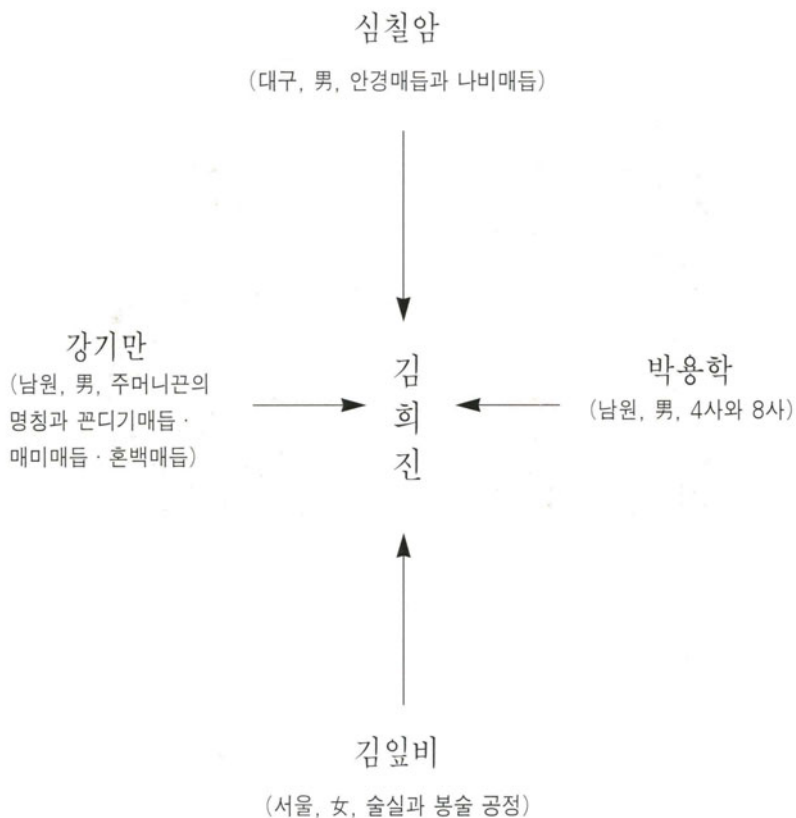 심칠암
(대구, 男, 안경매듭과 나비매듭)
강기만
(남원, 男, 주머니끈의
명칭과 꼰디기매듭 ·
매미매듭 · 혼백매듭)
김
희
진
박용학
(남원, 男, 4사와 8사)
김잎비
(서울, 女, 술실과 봉술 공정)